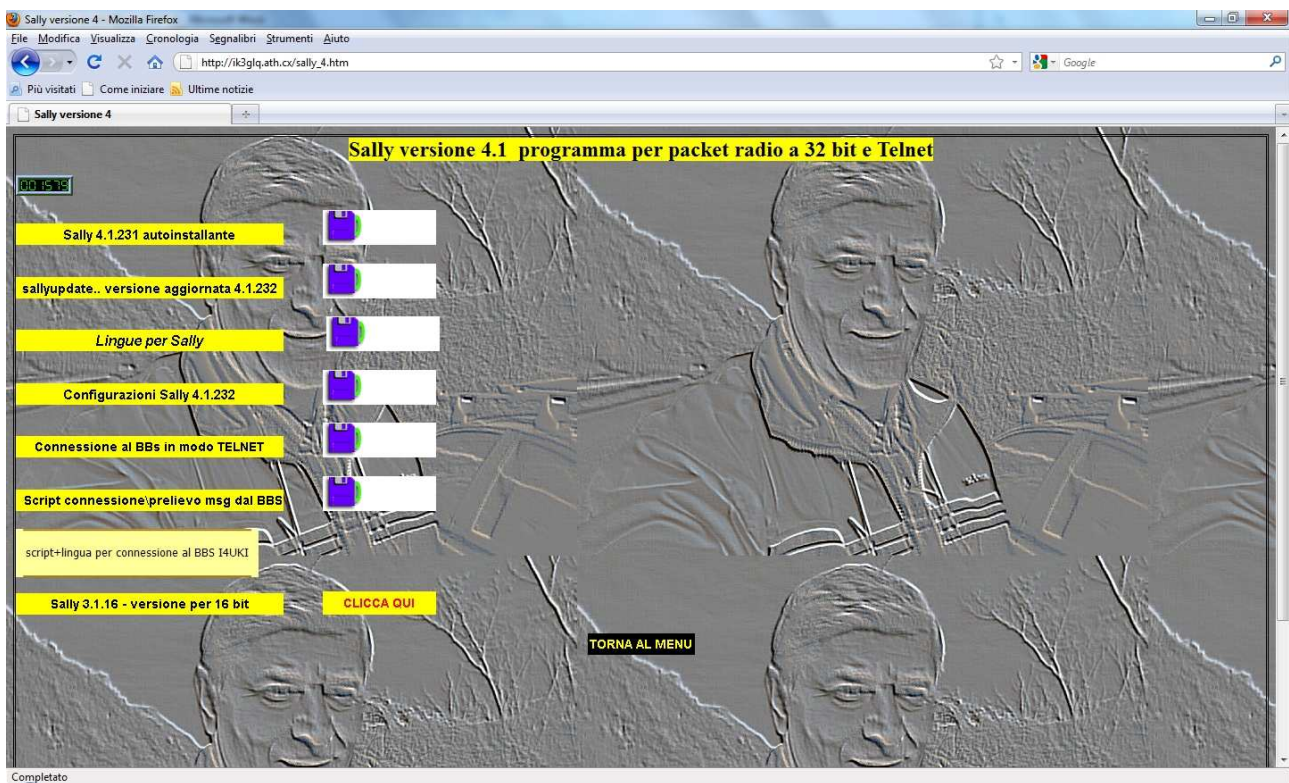 Sally versione 4 - Mozilla Firefox
File Modifica Visualizza Cronologia Segnalibri Strumenti Aiuto
http://ik3glq.ath.cx/sally_4.htm
Google
Più visitati Come iniziare Ultime notizie
Sally versione 4
Sally versione 4.1 programma per packet radio a 32 bit e Telnet
001579
Sally 4.1.231 autoinstallante
sallyupdate.. versione aggiornata 4.1.232
Lingue per Sally
Configurazioni Sally 4.1.232
Connessione al BBs in modo TELNET
Script connessione\prelievo msg dal BBS
script+lingua per connessione al BBS I4UKI
Sally 3.1.16 - versione per 16 bit
CLICCA QUI
TORNA AL MENU
Completato